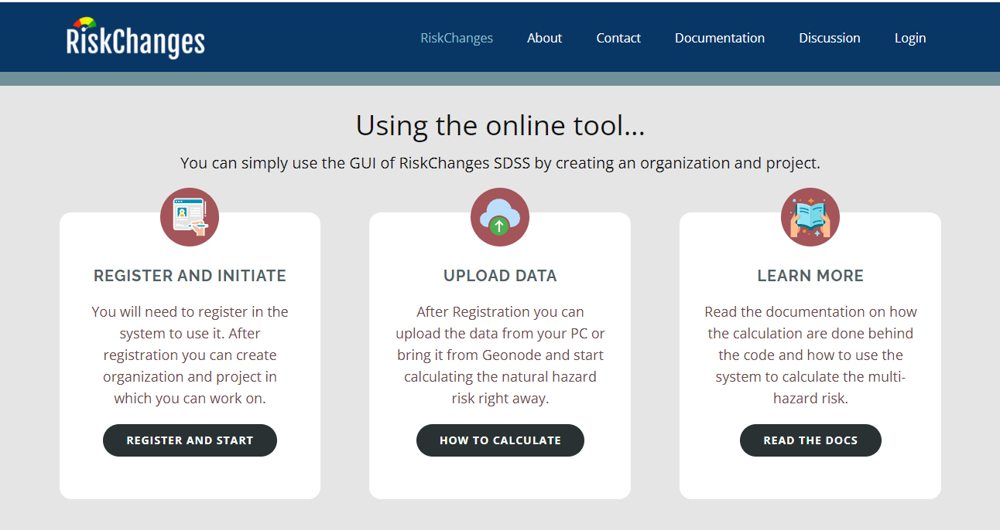 RiskChanges
RiskChanges About Contact Documentation Discussion Login
Using the online tool...
You can simply use the GUI of RiskChanges SDSS by creating an organization and project.
REGISTER AND INITIATE
You will need to register in the
system to use it. After
registration you can create
organization and project in
which you can work on.
REGISTER AND START
UPLOAD DATA
After Registration you can
upload the data from your PC or
bring it from Geonode and start
calculating the natural hazard
risk right away.
HOW TO CALCULATE
LEARN MORE
Read the documentation on how
the calculation are done behind
the code and how to use the
system to calculate the multi-
hazard risk.
READ THE DOCS